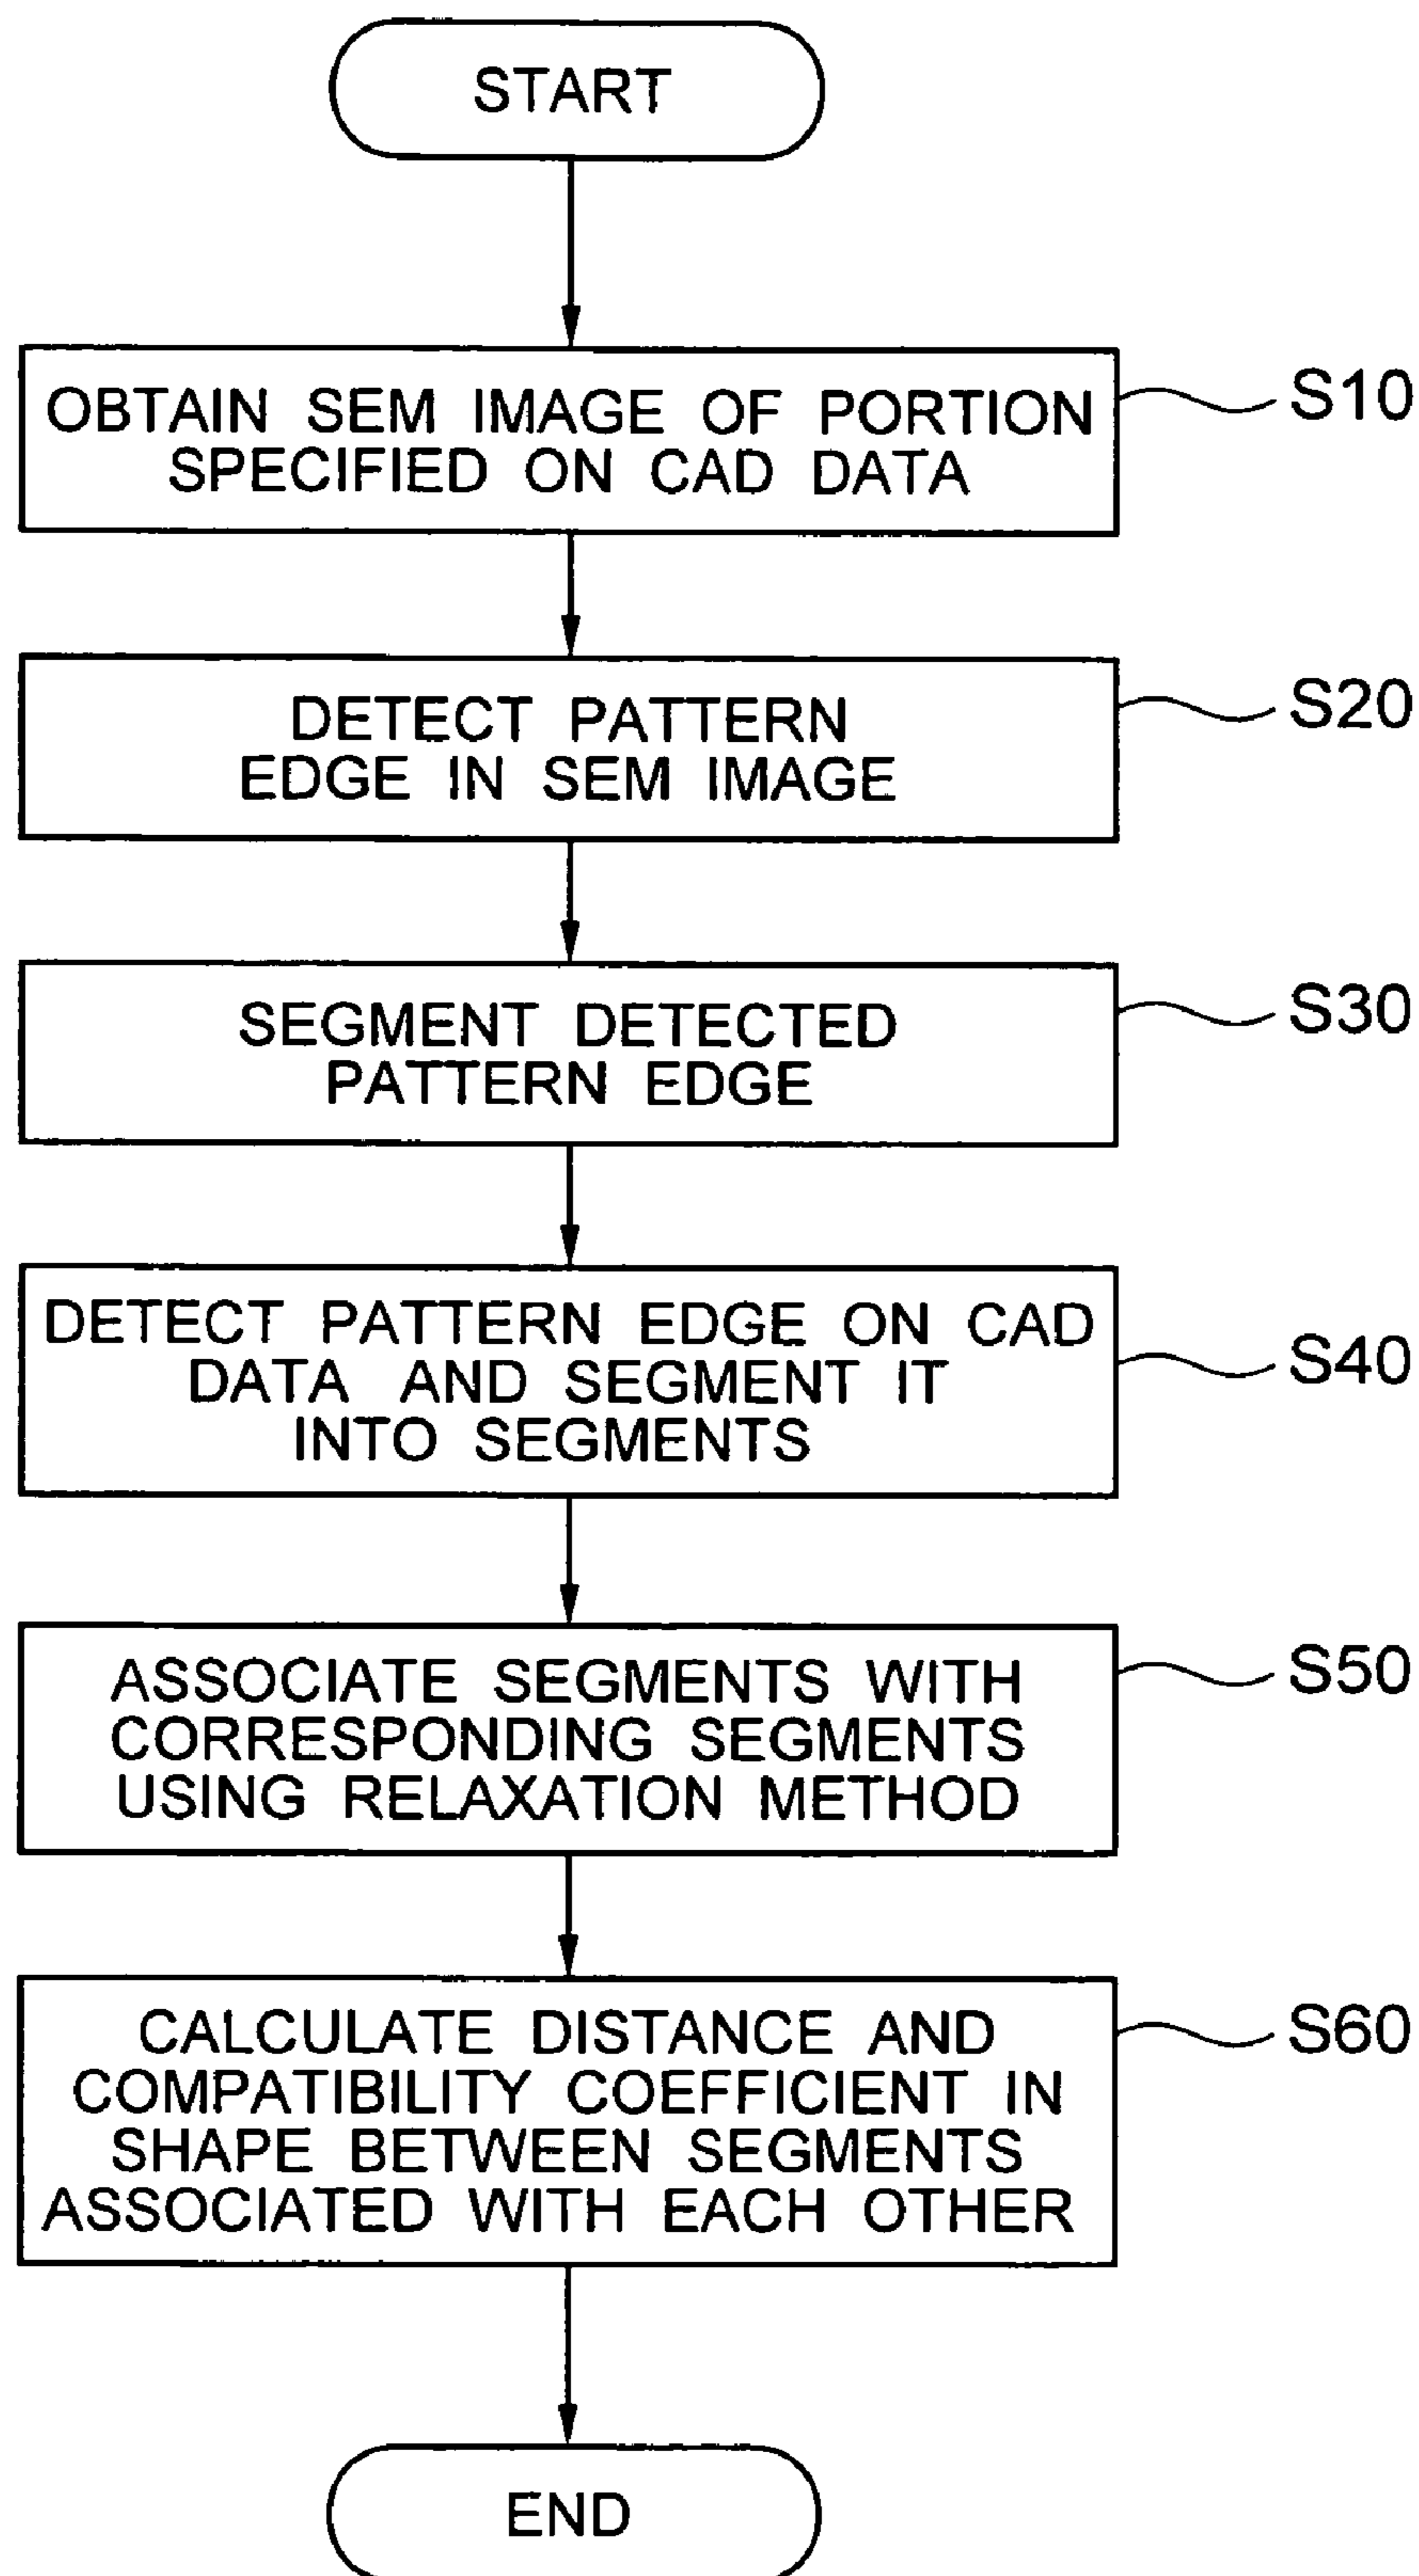 START
OBTAIN SEM IMAGE OF PORTION
SPECIFIED ON CAD DATA
S10
DETECT PATTERN
EDGE IN SEM IMAGE
S20
SEGMENT DETECTED
PATTERN EDGE
S30
DETECT PATTERN EDGE ON CAD
DATA AND SEGMENT IT
INTO SEGMENTS
S40
ASSOCIATE SEGMENTS WITH
CORRESPONDING SEGMENTS
USING RELAXATION METHOD
S50
CALCULATE DISTANCE AND
COMPATIBILITY COEFFICIENT IN
SHAPE BETWEEN SEGMENTS
ASSOCIATED WITH EACH OTHER
S60
END